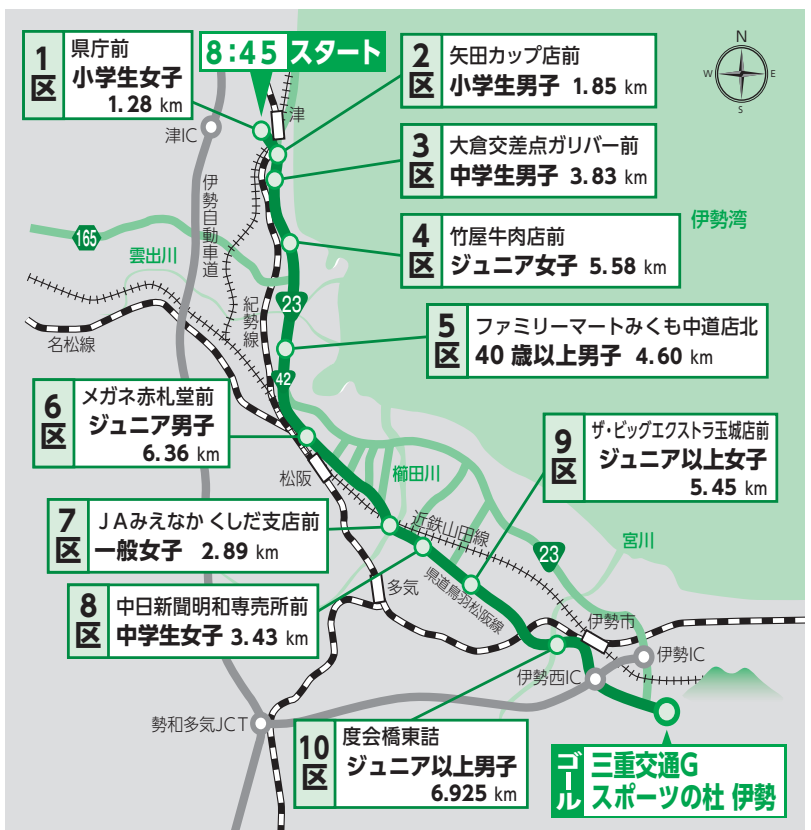 1区
県庁前
小学生女子
1.28 km
8:45 スタート
2区
矢田カップ店前
小学生男子 1.85 km
N
W
E
S
3区
大倉交差点ガリバー前
中学生男子 3.83 km
4区
竹屋牛肉店前
ジュニア女子 5.58 km
5区
ファミリーマートみくも中道店北
40歳以上男子 4.60 km
6区
メガネ赤札堂前
ジュニア男子
6.36 km
7区
JAみえなか くしだ支店前
一般女子 2.89 km
8区
中日新聞明和専売所前
中学生女子 3.43 km
9区
ザ・ビッグエクストラ玉城店前
ジュニア以上女子
5.45 km
10区
度会橋東詰
ジュニア以上男子
6.925 km
ゴール
三重交通G
スポーツの杜 伊勢
津
津IC
伊勢自動車道
165
雲出川
伊勢湾
紀勢線
23
名松線
42
松阪
櫛田川
近鉄山田線
23
宮川
県道鳥羽松阪線
多気
伊勢市
伊勢IC
伊勢西IC
勢和多気JCT